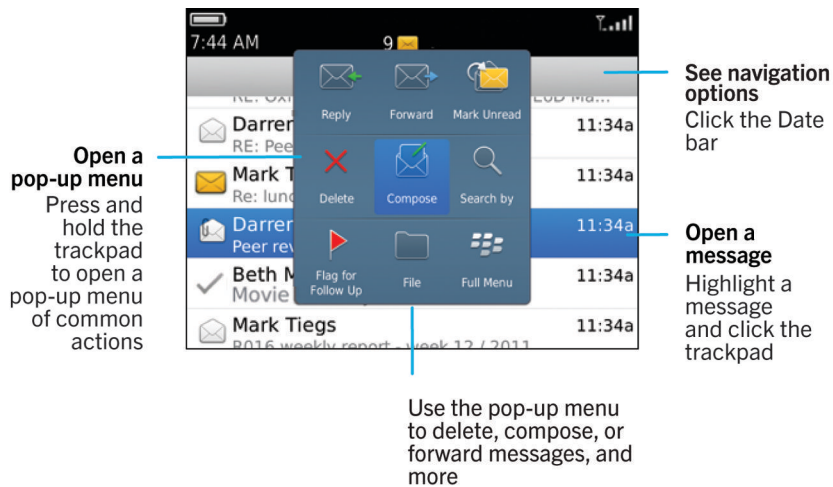 7:44 AM
9
RE:
Reply
Forward
Mark Unread
See navigation
options
Click the Date
bar
Darren
11:34a
RE: Pee
Open a
pop-up menu
Press and
hold the
trackpad
to open a
pop-up menu
of common
actions
Mark T
11:34a
Re: lunc
Delete
Compose
Search by
Darrer
11:34a
Peer rev
Open a
message
Highlight a
message
and click the
trackpad
Flag for
Follow Up
File
Full Menu
Beth M
11:34a
Movie
Mark Tiegs
11:34a
R016 weekly report - week 12 / 2011
Use the pop-up menu
to delete, compose, or
forward messages, and
more